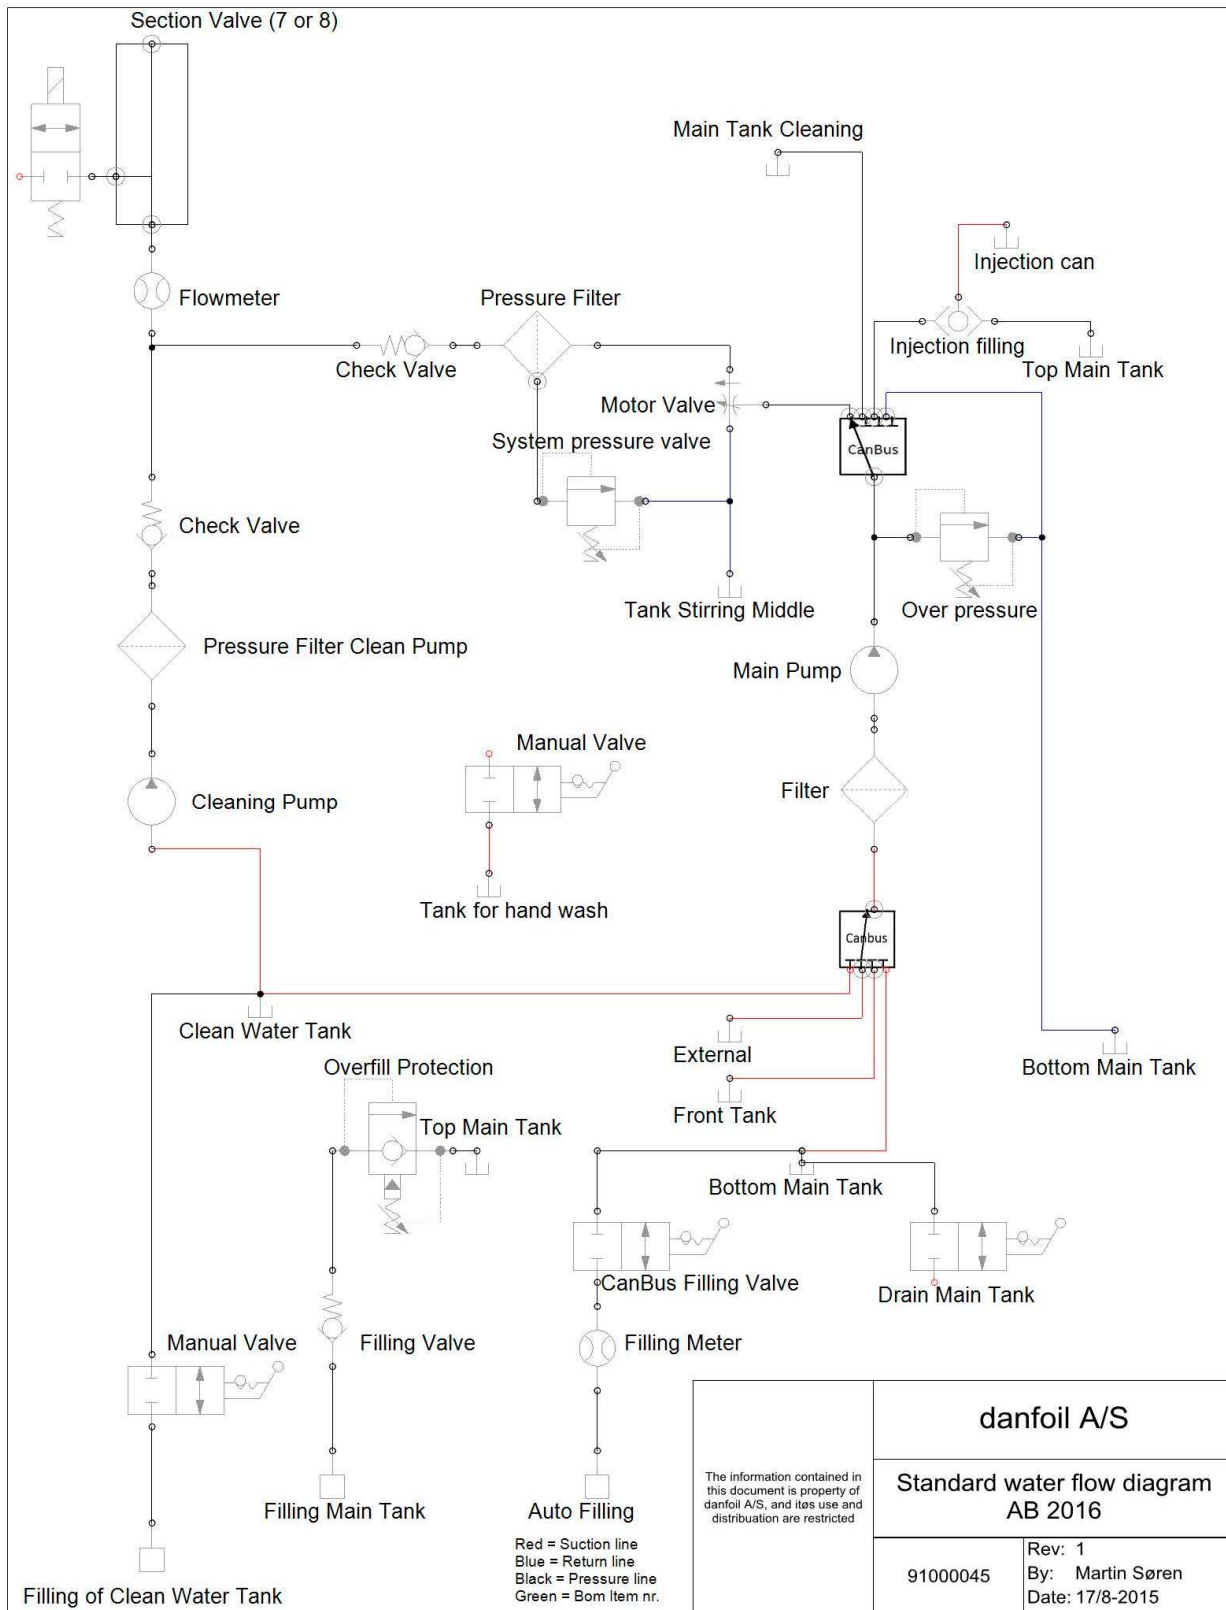 Section Valve (7 or 8)
Main Tank Cleaning
Injection can
Flowmeter
Pressure Filter
Injection filling
Check Valve
Top Main Tank
Motor Valve
System pressure valve
CanBus
Check Valve
Tank Stirring Middle
Over pressure
Pressure Filter Clean Pump
Main Pump
Manual Valve
Cleaning Pump
Filter
Tank for hand wash
Canbus
Clean Water Tank
External
Overfill Protection
Bottom Main Tank
Front Tank
Top Main Tank
Bottom Main Tank
CanBus Filling Valve
Drain Main Tank
Manual Valve
Filling Valve
Filling Meter
Filling Main Tank
Auto Filling
Filling of Clean Water Tank
Red = Suction line
Blue = Return line
Black = Pressure line
Green = Bom Item nr.
The information contained in
this document is property of
danfoil A/S, and itøs use and
distribuation are restricted
danfoil A/S
Standard water flow diagram
AB 2016
91000045
Rev: 1
By: Martin Søren
Date: 17/8-2015